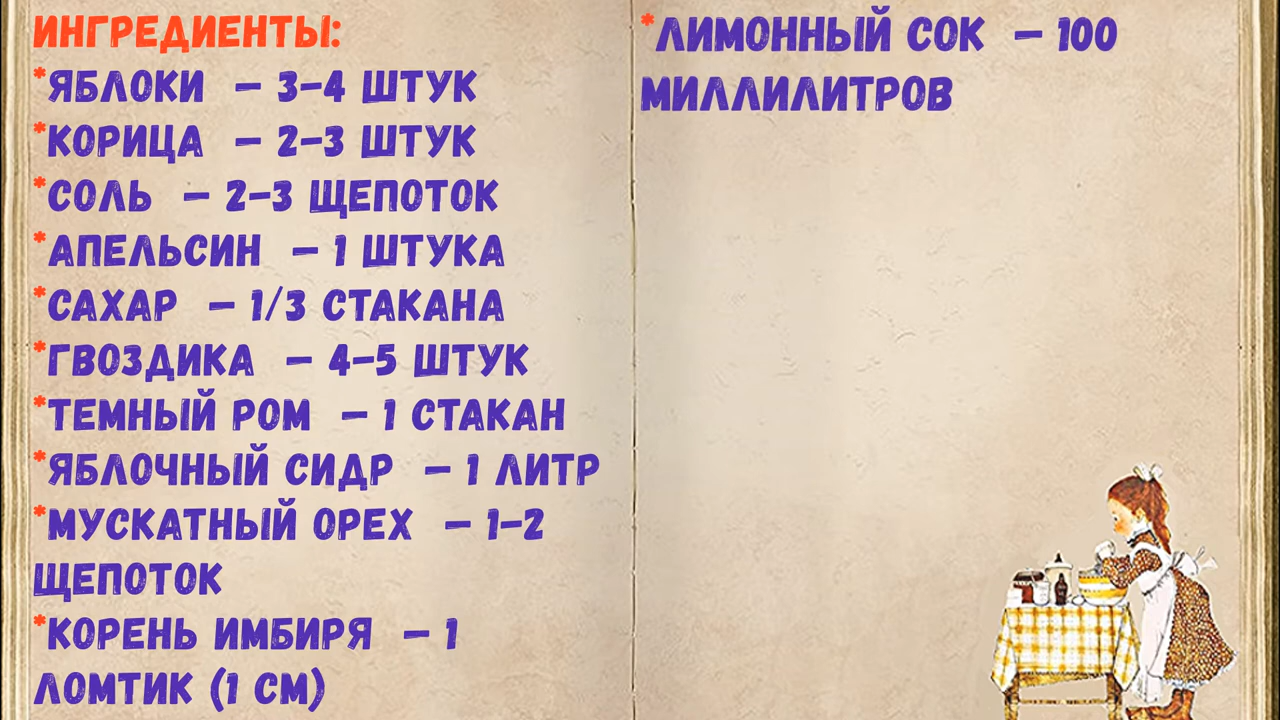 ИНГРЕДИЕНТЫ:
*ЯБЛОКИ – 3-4 ШТУК
*КОРИЦА – 2-3 ШТУК
*СОЛЬ – 2-3 ЩЕПОТОК
*АПЕЛЬСИН – 1 ШТУКА
*САХАР – 1/3 СТАКАНА
*ГВОЗДИКА – 4-5 ШТУК
*ТЕМНЫЙ РОМ – 1 СТАКАН
*ЯБЛОЧНЫЙ СИДР – 1 ЛИТР
*МУСКАТНЫЙ ОРЕХ – 1-2
ЩЕПОТОК
*КОРЕНЬ ИМБИРЯ – 1
ЛОМТИК (1 СМ)
*ЛИМОННЫЙ СОК – 100
МИЛЛИЛИТРОВ